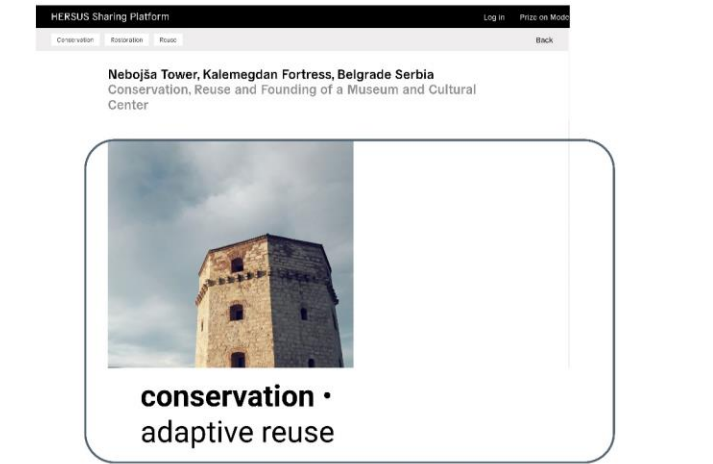 HERSUS Sharing Platform
Log in Prize on Mode
Conservation Restoration Reuse
Back
Nebojša Tower, Kalemegdan Fortress, Belgrade Serbia
Conservation, Reuse and Founding of a Museum and Cultural
Center
conservation •
adaptive reuse